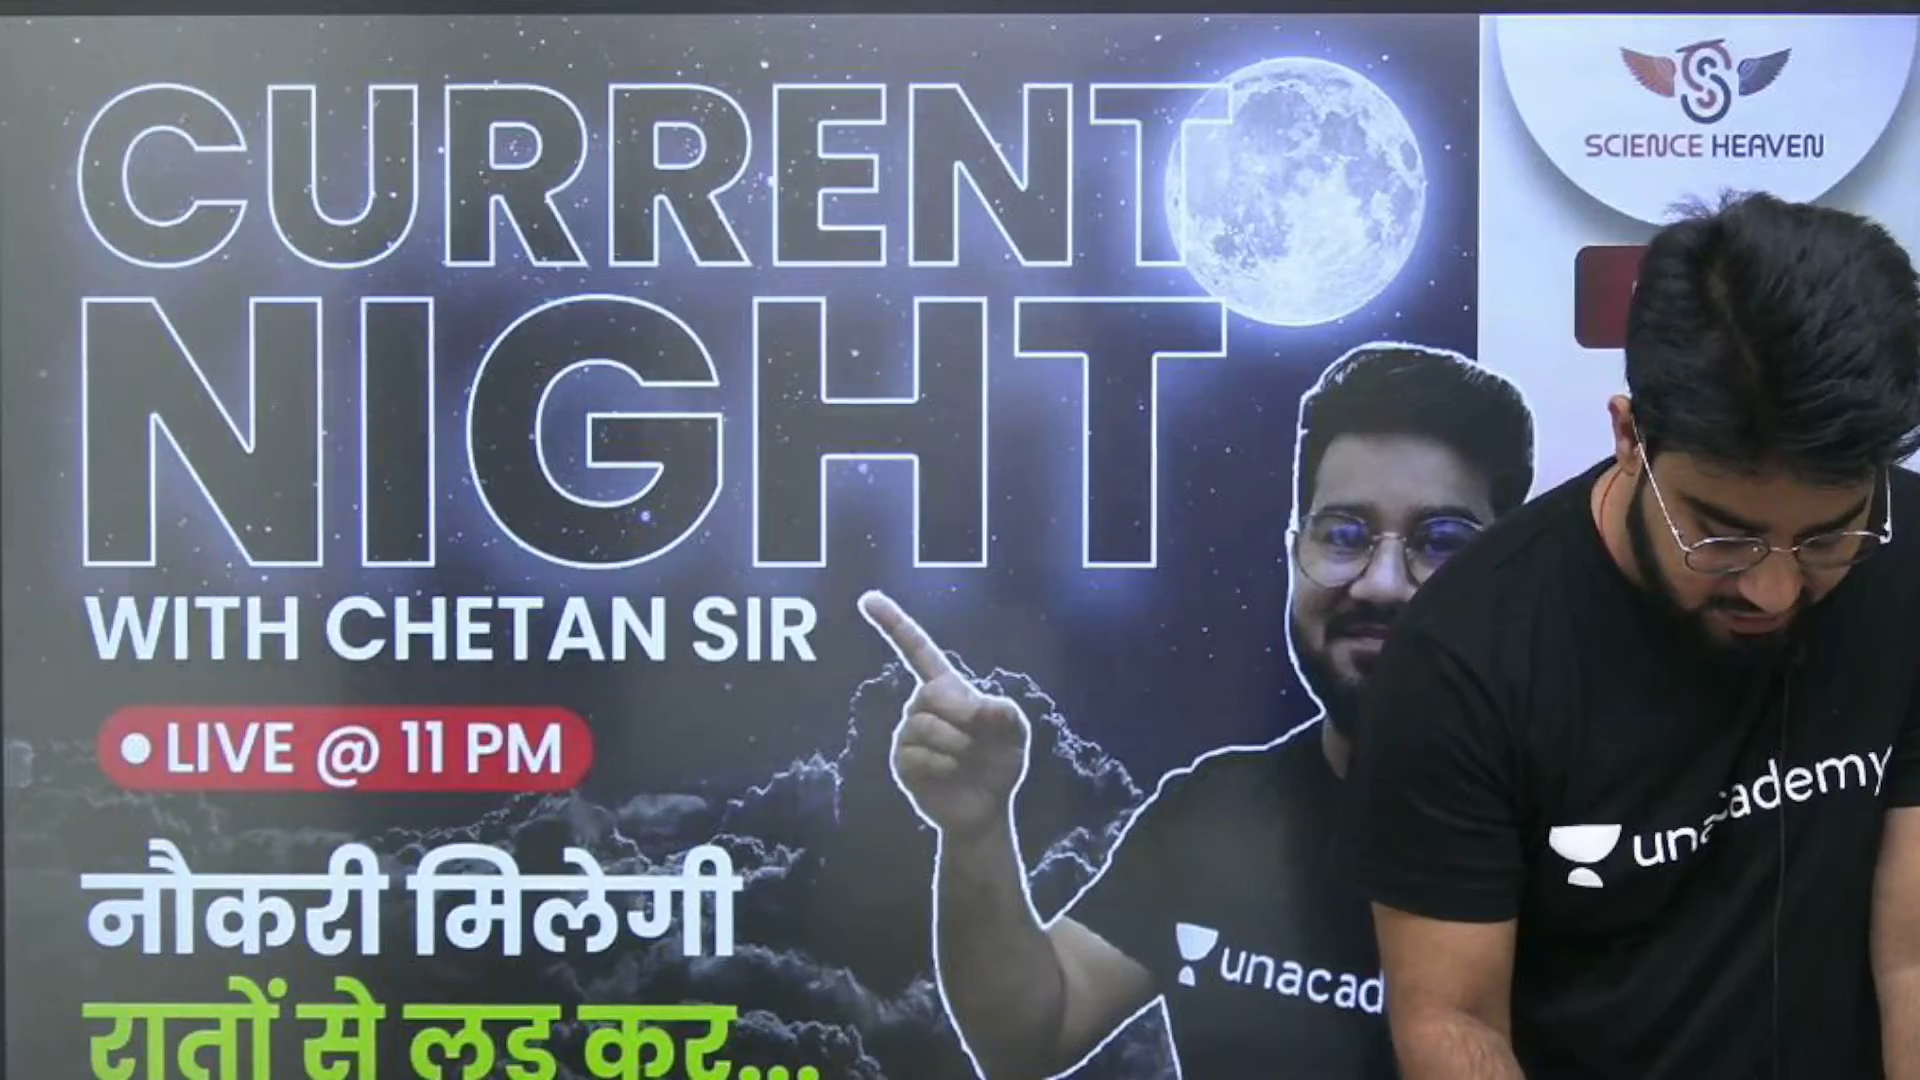 CURRENT
NIGHT
WITH CHETAN SIR
LIVE @ 11 PM
नौकरी मिलेगी
रातों से लड़ कर...
SCIENCE HEAVEN
unacademy